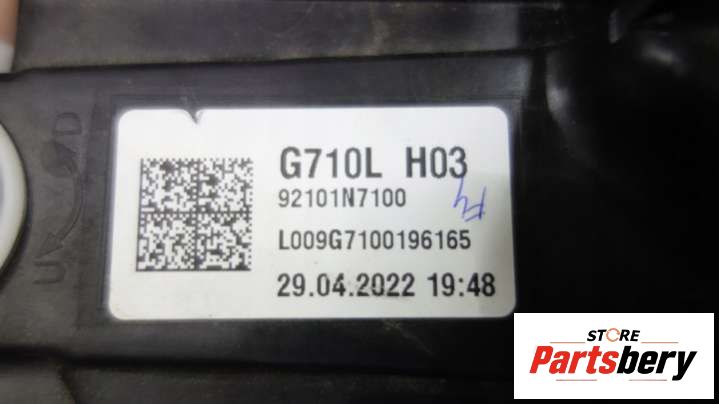 G710L H03
92101N7100
L009G7100196165
29.04.2022 19:48
D
U
STORE
Partsbery